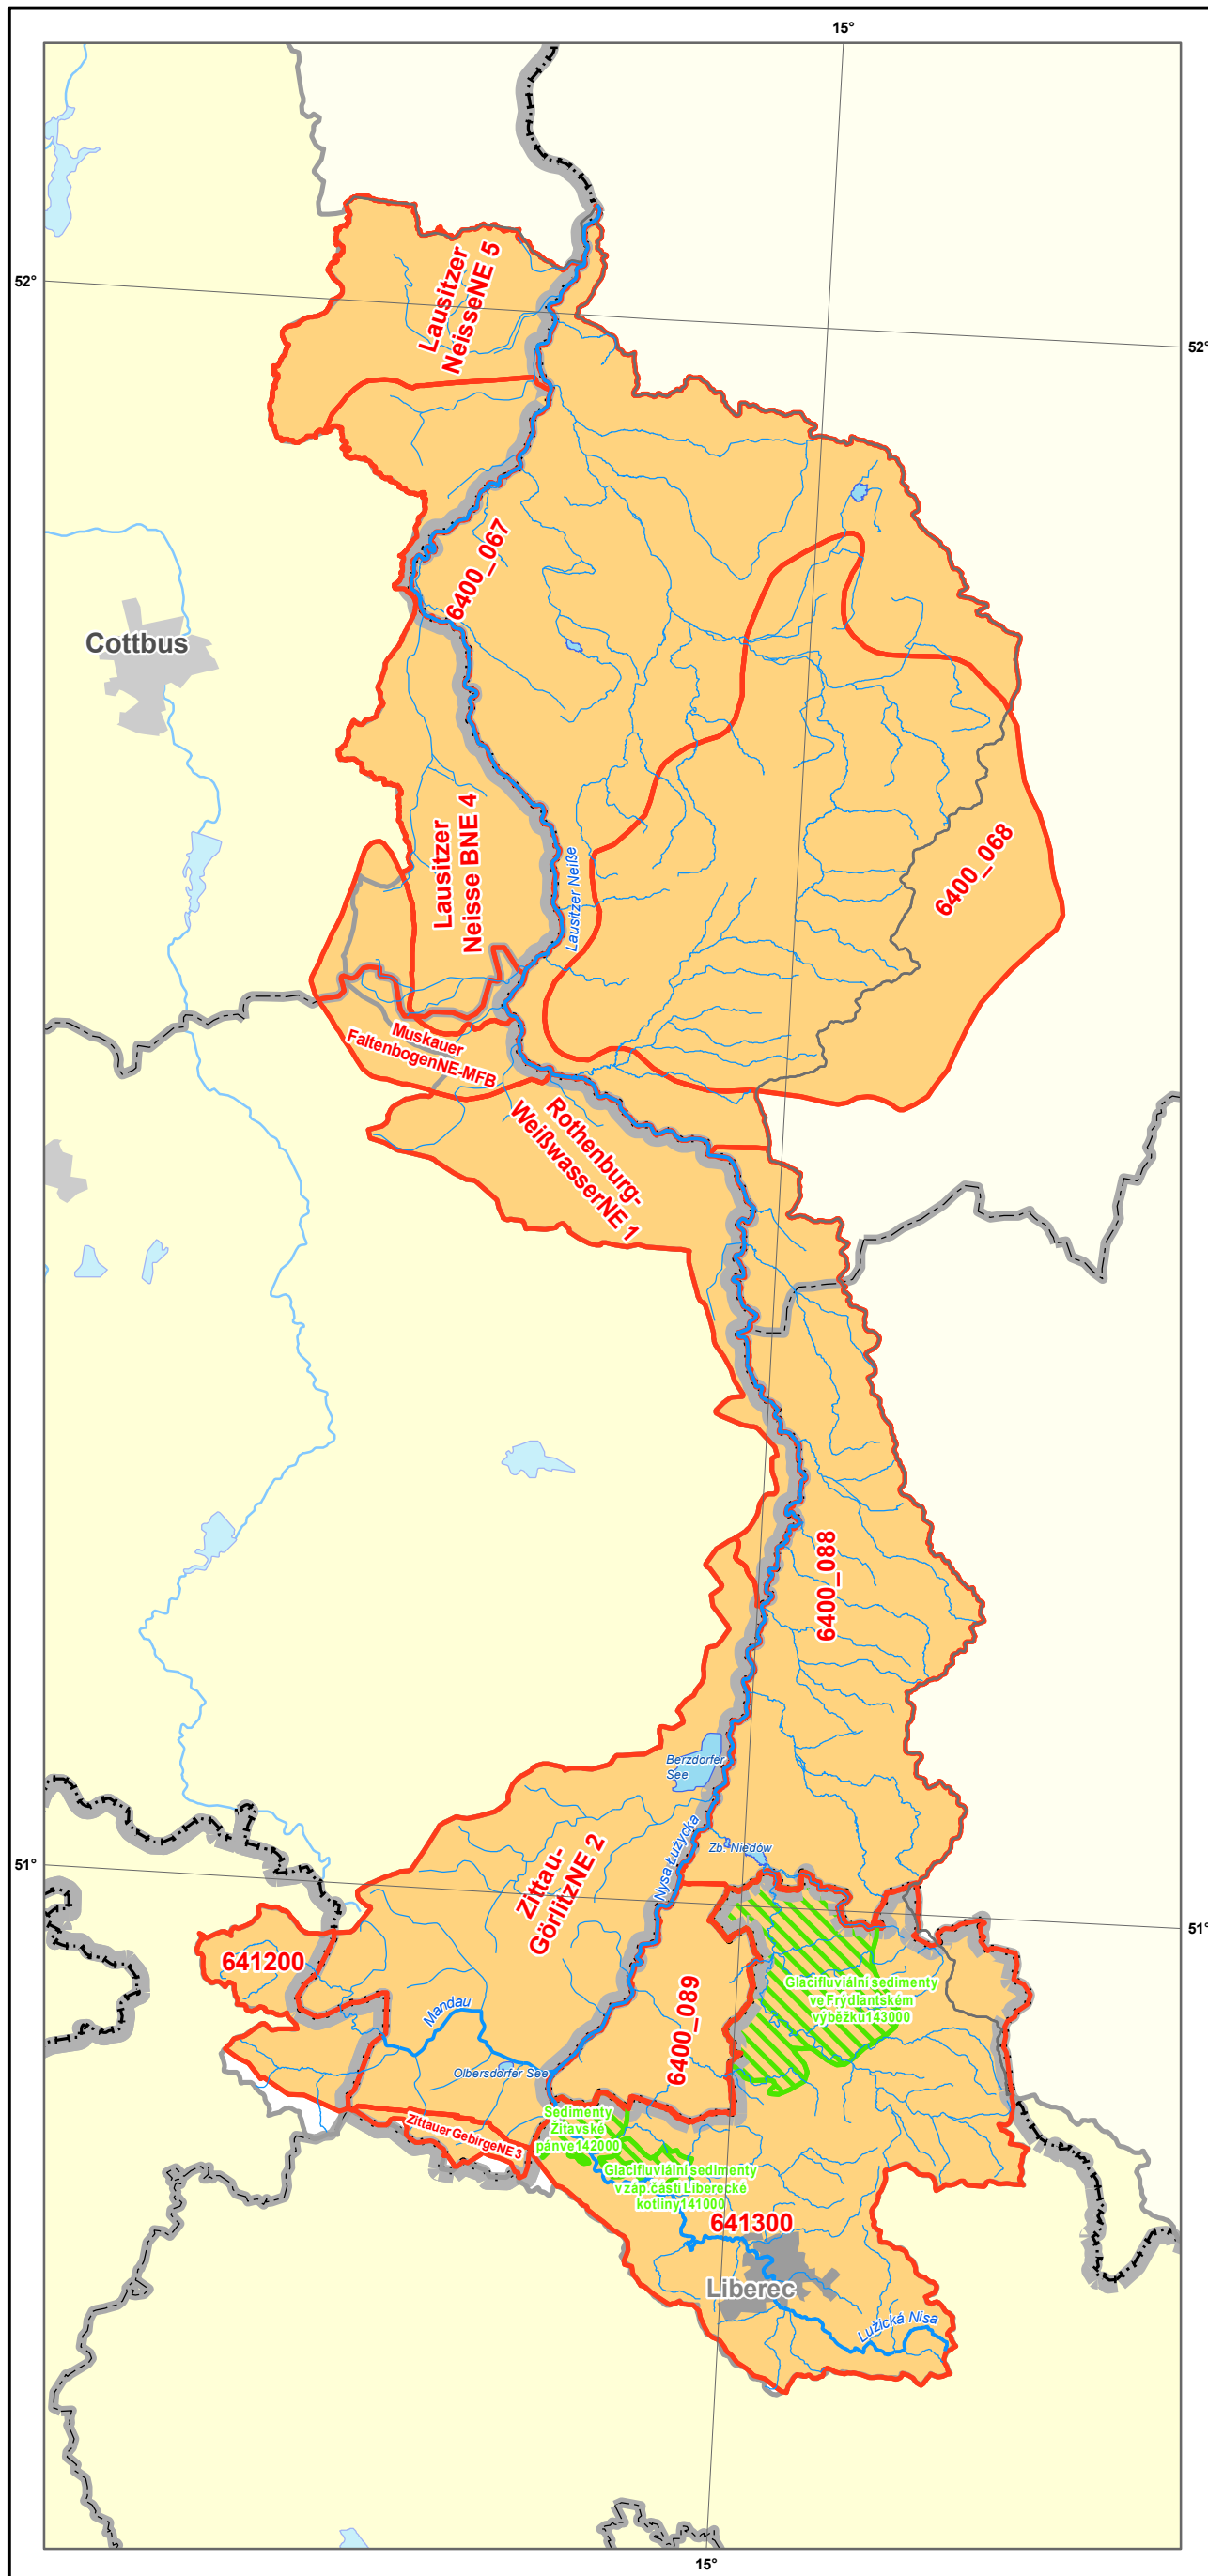 15°
52°
52°
Lausitzer
NeisseNE 5
6400_067
Cottbus
Lausitzer
Neisse BNE 4
Lausitzer Neiße
6400_068
Muskauer
FaltenbogenNE-MFB
Rothenburg-
WeißwasserNE 1
6400_088
Berzdorfer
See
Nysa Łużycka
Zb. Niedów
51°
51°
Zittau-
GörlitzNE 2
641200
6400_089
Glacifluviální sedimenty
ve Frýdlantském
výběžku143000
Mandau
Olbersdorfer See
ZittauerGebirgeNE3
Sedimenty
Žitavské
pánve142000
Glacifluviální sedimenty
v záp. části Liberecké
kotliny141000
641300
Liberec
Lužická Nisa
15°